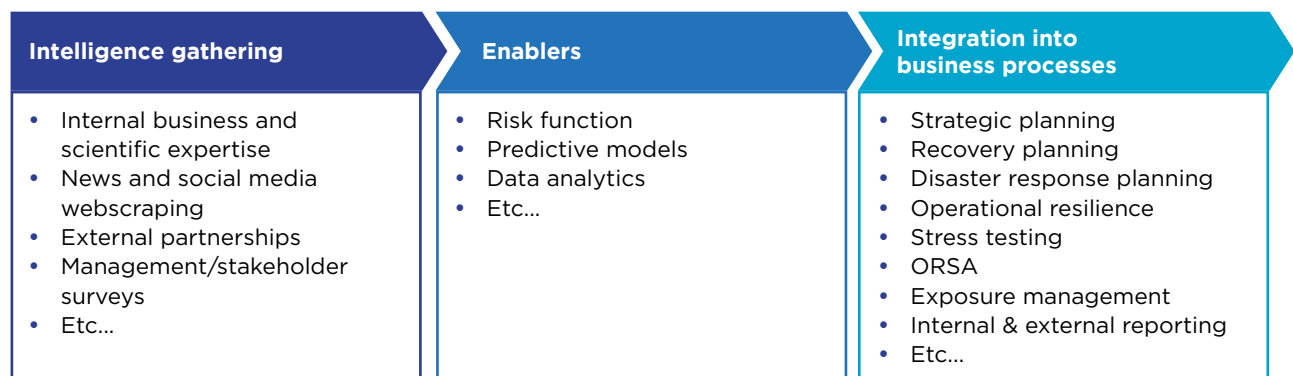 Intelligence gathering
• Internal business and
scientific expertise
• News and social media
webscraping
• External partnerships
• Management/stakeholder
surveys
• Etc...
Enablers
• Risk function
• Predictive models
• Data analytics
• Etc...
Integration into
business processes
• Strategic planning
• Recovery planning
• Disaster response planning
• Operational resilience
• Stress testing
• ORSA
• Exposure management
• Internal & external reporting
• Etc...